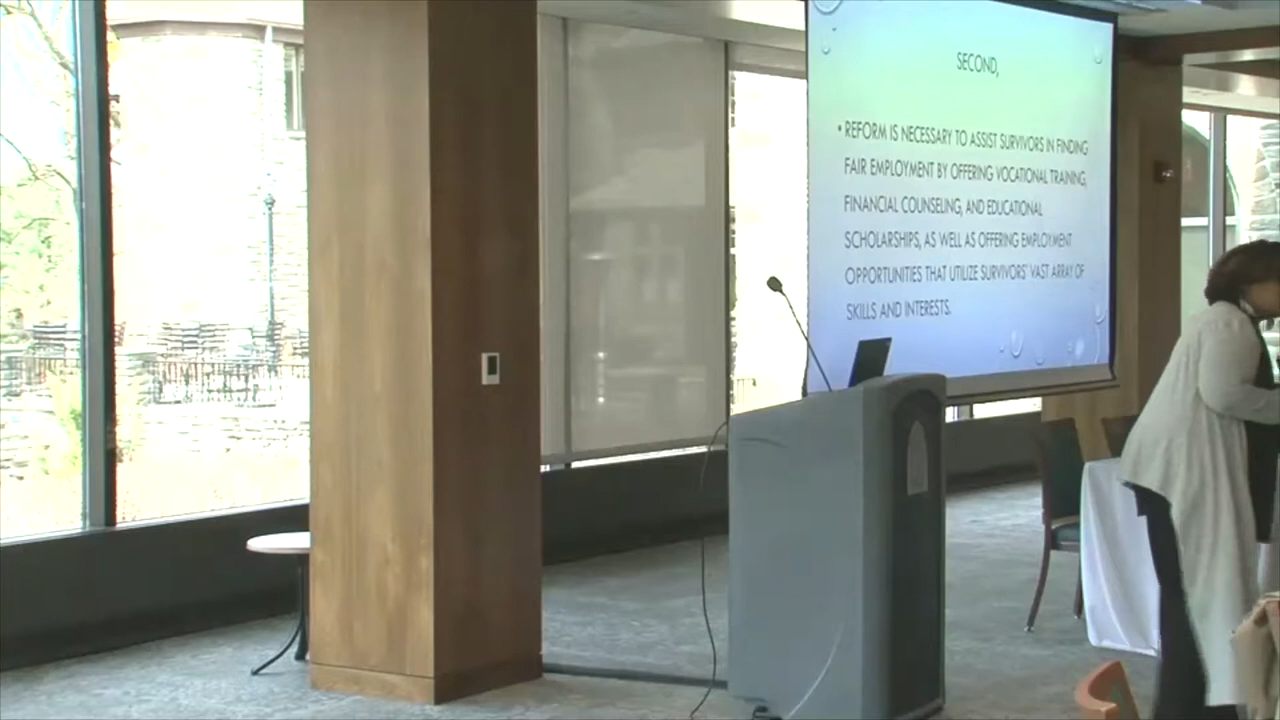 SECOND,
• REFORM IS NECESSARY TO ASSIST SURVIVORS IN FINDING
FAIR EMPLOYMENT BY OFFERING VOCATIONAL TRAINING,
FINANCIAL COUNSELING, AND EDUCATIONAL
SCHOLARSHIPS, AS WELL AS OFFERING EMPLOYMENT
OPPORTUNITIES THAT UTILIZE SURVIVORS' VAST ARRAY OF
SKILLS AND INTERESTS.